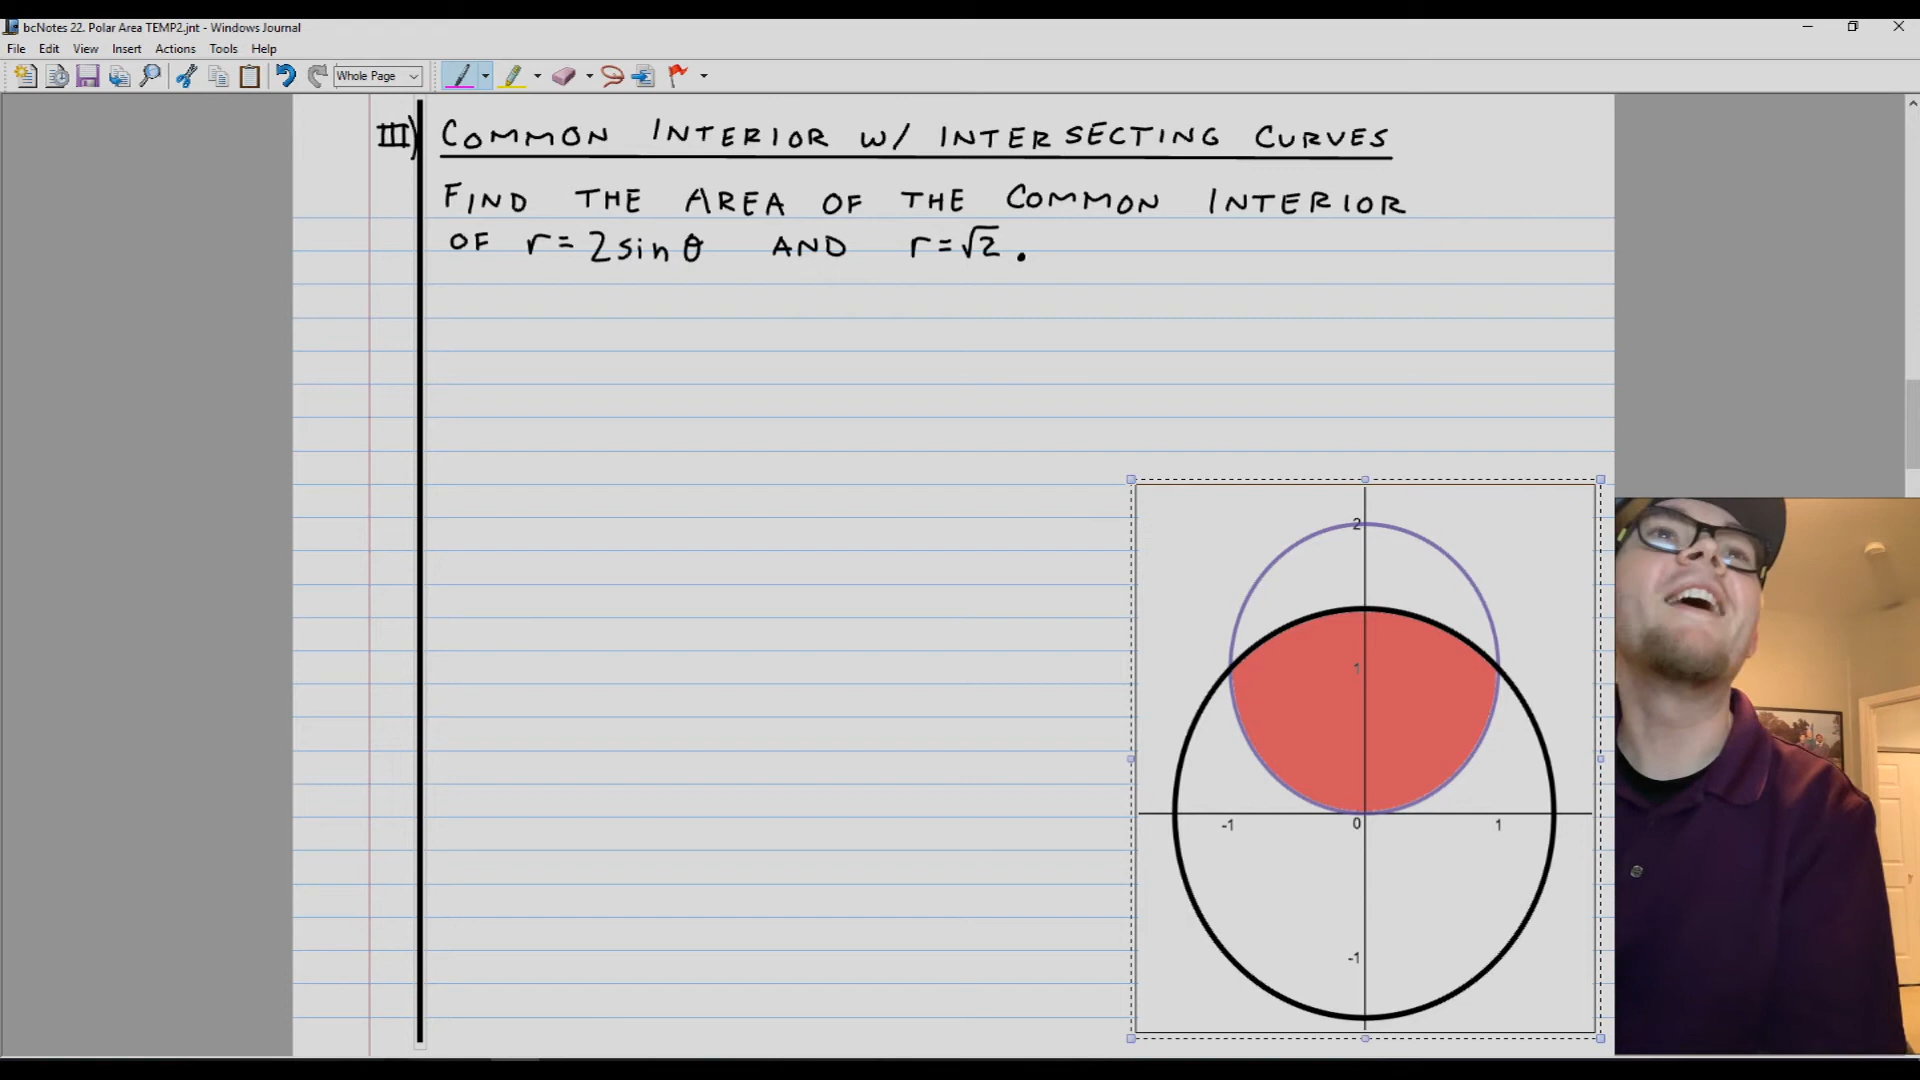 bcNotes 22. Polar Area TEMP2.jnt - Windows Journal
File Edit View Insert Actions Tools Help
Whole Page
III) COMMON INTERIOR W/ INTERSECTING CURVES
FIND THE AREA OF THE COMMON INTERIOR
OF r = 2 sin θ AND r = √2 .
2
1
-1 0 1
-1